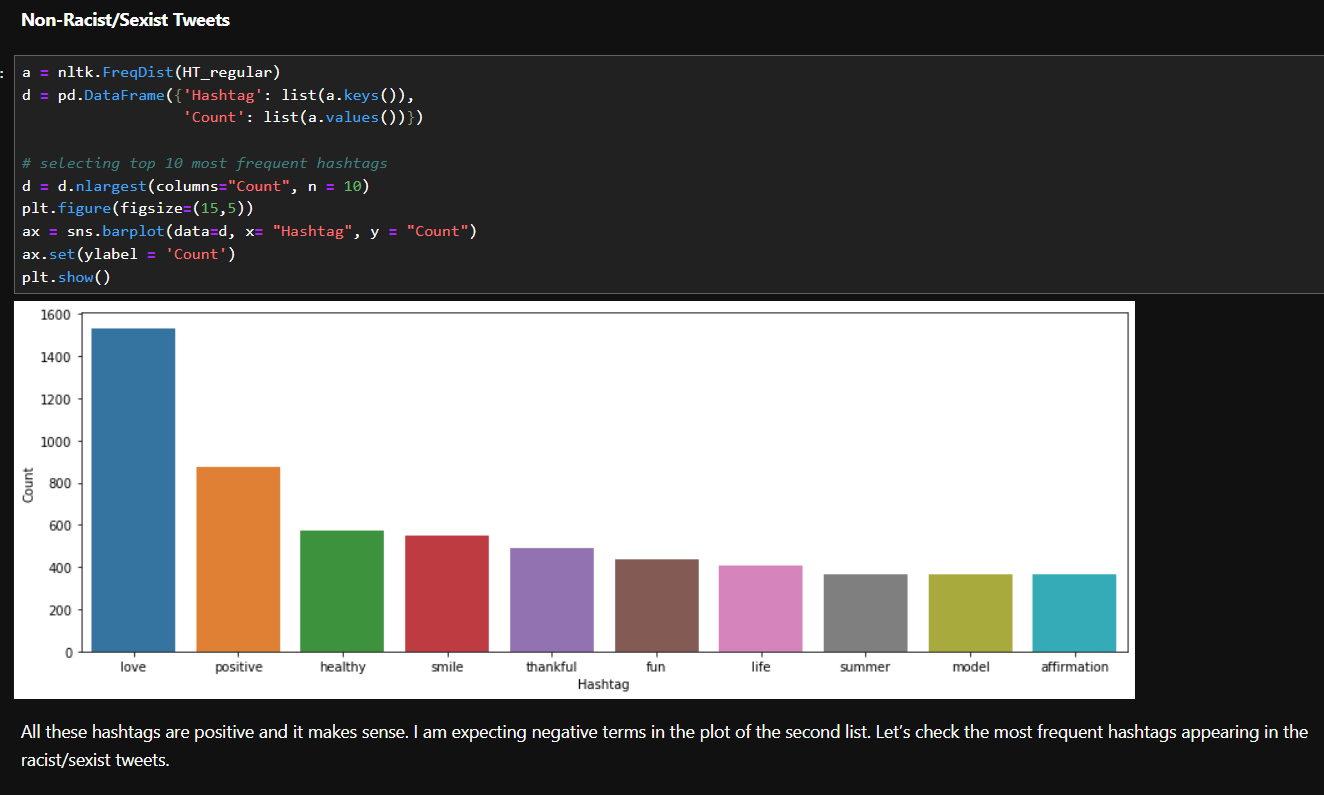 Non-Racist/Sexist Tweets
:
a = nltk.FreqDist(HT_regular)
d = pd.DataFrame({'Hashtag': list(a.keys()),
'Count': list(a.values())})
# selecting top 10 most frequent hashtags
d = d.nlargest(columns="Count", n = 10)
plt.figure(figsize=(15,5))
ax = sns.barplot(data=d, x= "Hashtag", y = "Count")
ax.set(ylabel = 'Count')
plt.show()
1600
1400
1200
1000
800
600
400
200
0
Count
love positive healthy smile thankful fun life summer model affirmation
Hashtag
All these hashtags are positive and it makes sense. I am expecting negative terms in the plot of the second list. Let’s check the most frequent hashtags appearing in the
racist/sexist tweets.